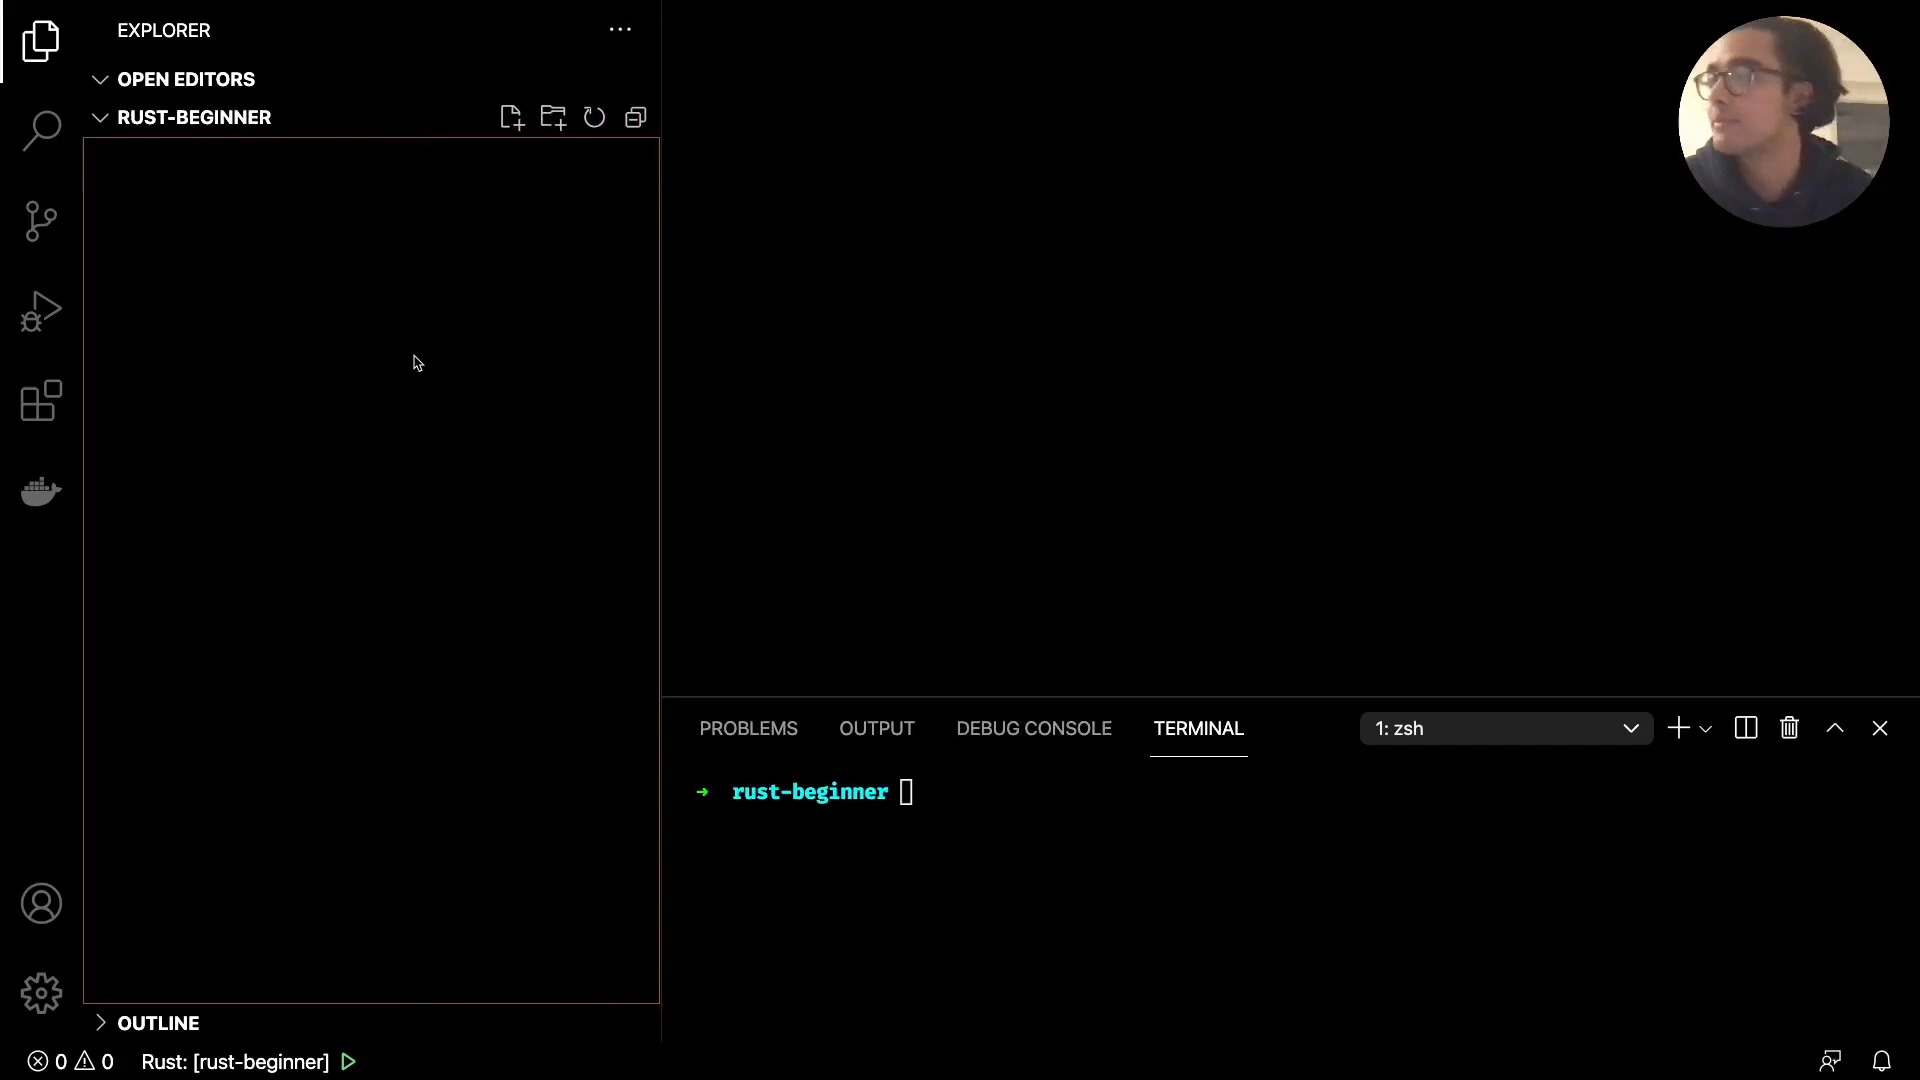 EXPLORER
OPEN EDITORS
RUST-BEGINNER
PROBLEMS
OUTPUT
DEBUG CONSOLE
TERMINAL
1: zsh
→ rust-beginner
OUTLINE
0 0 Rust: [rust-beginner]